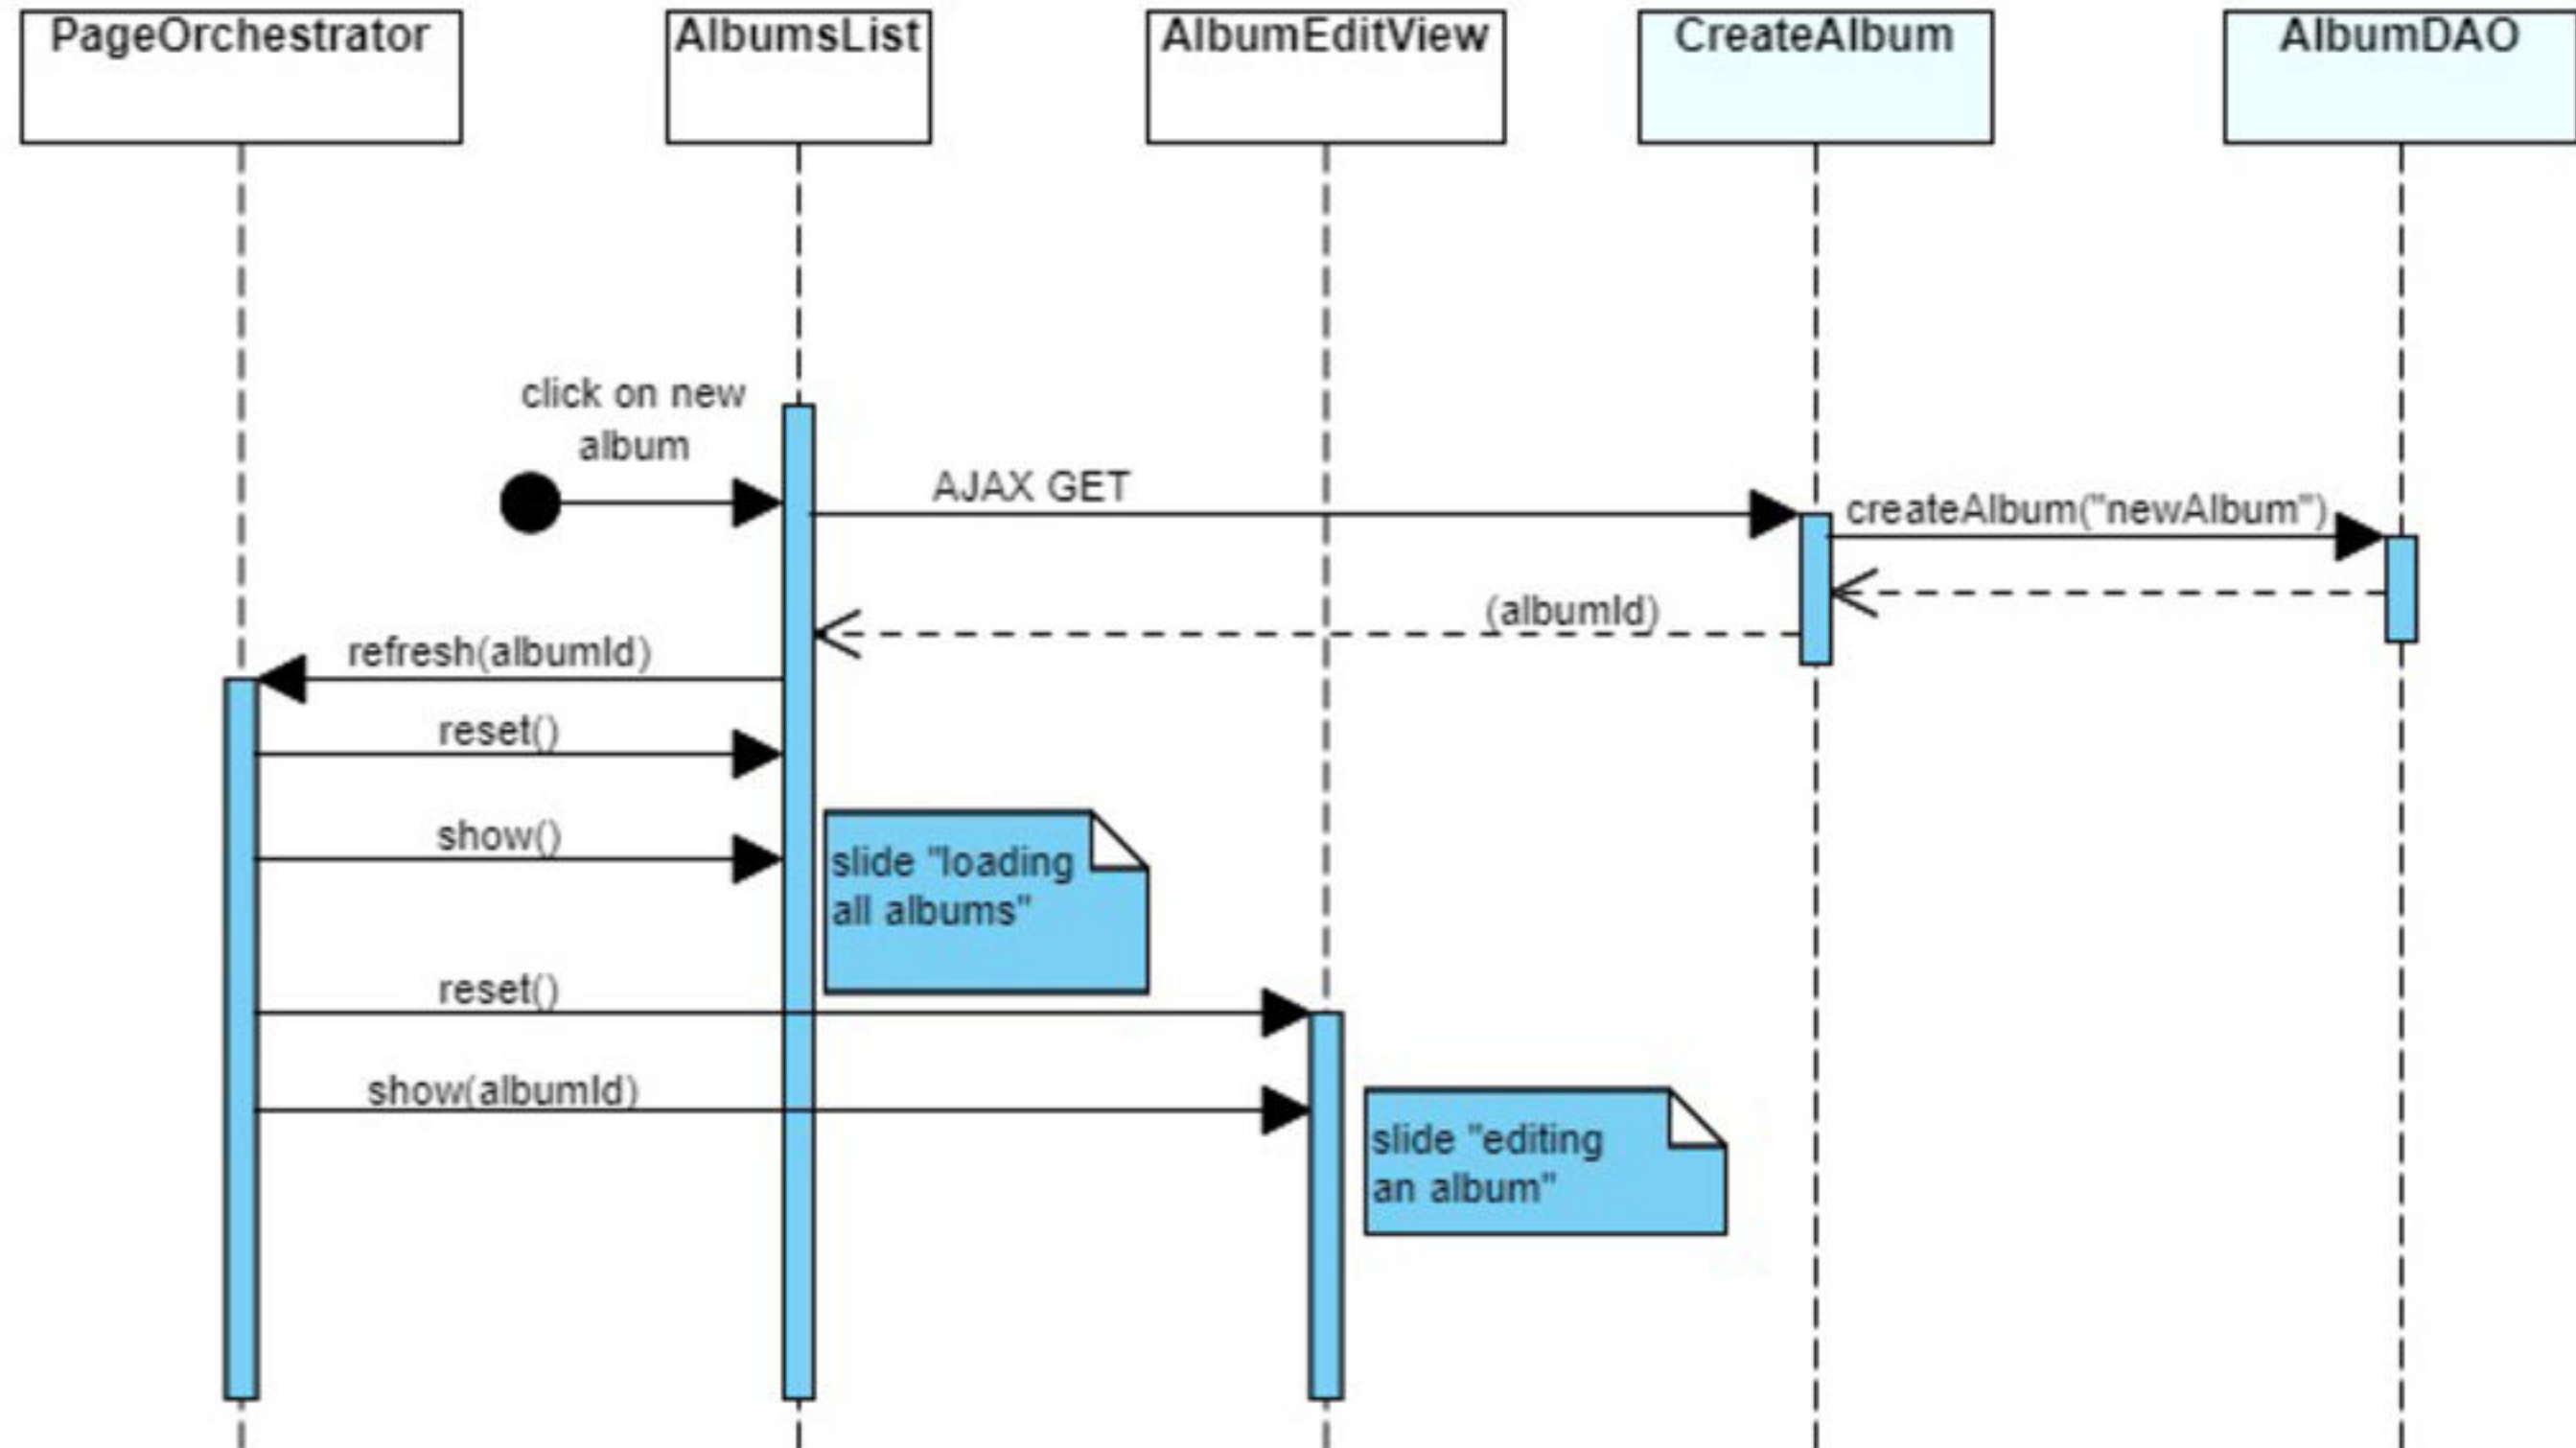 PageOrchestrator
AlbumsList
AlbumEditView
CreateAlbum
AlbumDAO
click on new
album
AJAX GET
createAlbum("newAlbum")
(albumId)
refresh(albumId)
reset()
show()
slide "loading
all albums"
reset()
show(albumId)
slide "editing
an album"